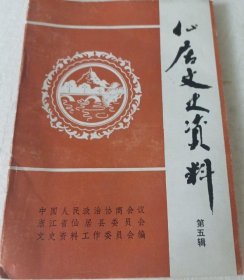 仙居文史资料
第五辑
中国人民政治协商会议
浙江省仙居县委员会
文史资料工作委员会编